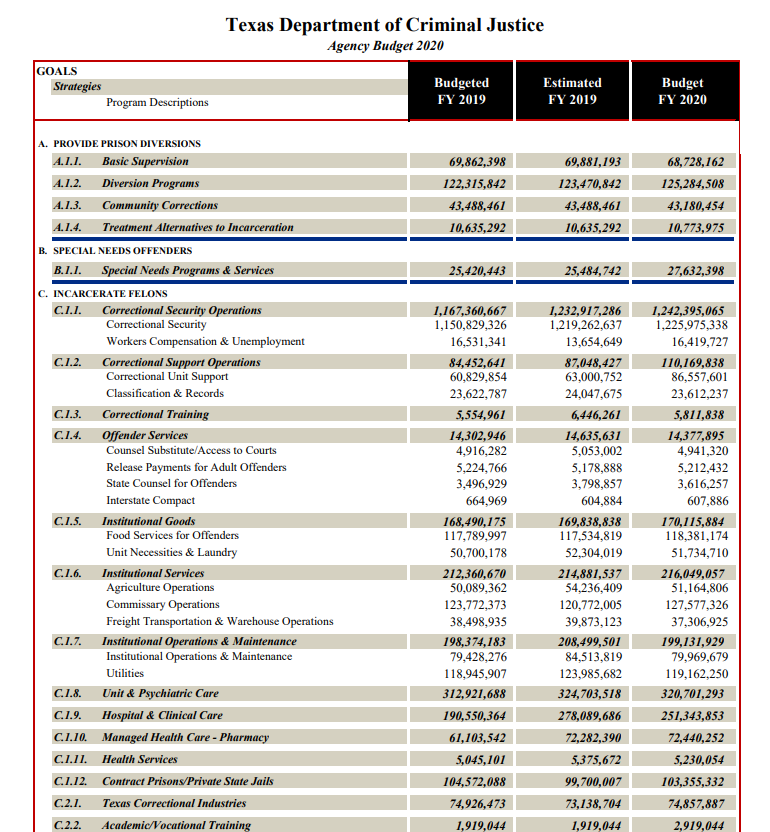 Texas Department of Criminal Justice
Agency Budget 2020
GOALS
Strategies
Program Descriptions
Budgeted FY 2019 Estimated FY 2019 Budget FY 2020
A. PROVIDE PRISON DIVERSIONS
A.1.1. Basic Supervision 69,862,398 69,881,193 68,728,162
A.1.2. Diversion Programs 122,315,842 123,470,842 125,284,508
A.1.3. Community Corrections 43,488,461 43,488,461 43,180,454
A.1.4. Treatment Alternatives to Incarceration 10,635,292 10,635,292 10,773,975
B. SPECIAL NEEDS OFFENDERS
B.1.1. Special Needs Programs & Services 25,420,443 25,484,742 27,632,398
C. INCARCERATE FELONS
C.1.1. Correctional Security Operations 1,167,360,667 1,232,917,286 1,242,395,065
Correctional Security 1,150,829,326 1,219,262,637 1,225,975,338
Workers Compensation & Unemployment 16,531,341 13,654,649 16,419,727
C.1.2. Correctional Support Operations 84,452,641 87,048,427 110,169,838
Correctional Unit Support 60,829,854 63,000,752 86,557,601
Classification & Records 23,622,787 24,047,675 23,612,237
C.1.3. Correctional Training 5,554,961 6,446,261 5,811,838
C.1.4. Offender Services 14,302,946 14,635,631 14,377,895
Counsel Substitute/Access to Courts 4,916,282 5,053,002 4,941,320
Release Payments for Adult Offenders 5,224,766 5,178,888 5,212,432
State Counsel for Offenders 3,496,929 3,798,857 3,616,257
Interstate Compact 664,969 604,884 607,886
C.1.5. Institutional Goods 168,490,175 169,838,838 170,115,884
Food Services for Offenders 117,789,997 117,534,819 118,381,174
Unit Necessities & Laundry 50,700,178 52,304,019 51,734,710
C.1.6. Institutional Services 212,360,670 214,881,537 216,049,057
Agriculture Operations 50,089,362 54,236,409 51,164,806
Commissary Operations 123,772,373 120,772,005 127,577,326
Freight Transportation & Warehouse Operations 38,498,935 39,873,123 37,306,925
C.1.7. Institutional Operations & Maintenance 198,374,183 208,499,501 199,131,929
Institutional Operations & Maintenance 79,428,276 84,513,819 79,969,679
Utilities 118,945,907 123,985,682 119,162,250
C.1.8. Unit & Psychiatric Care 312,921,688 324,703,518 320,701,293
C.1.9. Hospital & Clinical Care 190,550,364 278,089,686 251,343,853
C.1.10. Managed Health Care - Pharmacy 61,103,542 72,282,390 72,440,252
C.1.11. Health Services 5,045,101 5,375,672 5,230,054
C.1.12. Contract Prisons/Private State Jails 104,572,088 99,700,007 103,355,332
C.2.1. Texas Correctional Industries 74,926,473 73,138,704 74,857,887
C.2.2. Academic/Vocational Training 1,919,044 1,919,044 2,919,044